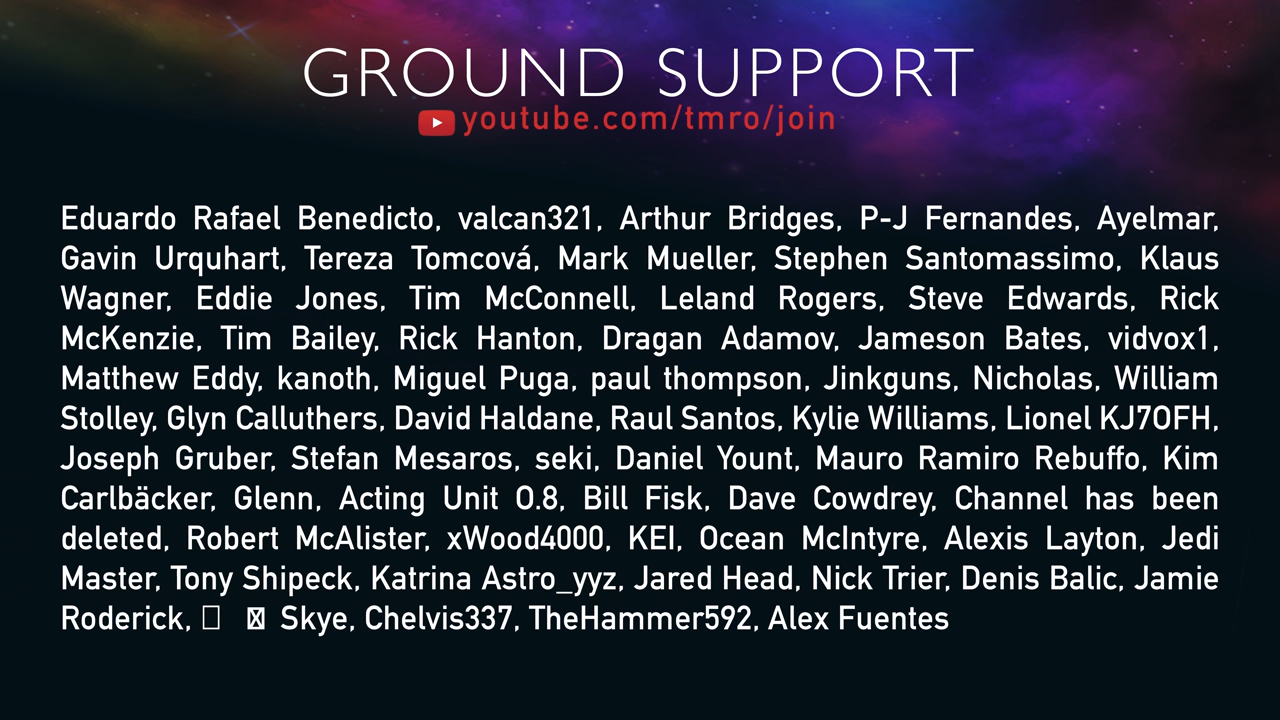 GROUND SUPPORT
youtube.com/tmro/join
Eduardo Rafael Benedicto, valcan321, Arthur Bridges, P-J Fernandes, Ayelmar,
Gavin Urquhart, Tereza Tomcová, Mark Mueller, Stephen Santomassimo, Klaus
Wagner, Eddie Jones, Tim McConnell, Leland Rogers, Steve Edwards, Rick
McKenzie, Tim Bailey, Rick Hanton, Dragan Adamov, Jameson Bates, vidvox1,
Matthew Eddy, kanoth, Miguel Puga, paul thompson, Jinkguns, Nicholas, William
Stolley, Glyn Calluthers, David Haldane, Raul Santos, Kylie Williams, Lionel KJ7OFH,
Joseph Gruber, Stefan Mesaros, seki, Daniel Yount, Mauro Ramiro Rebuffo, Kim
Carlbäcker, Glenn, Acting Unit 0.8, Bill Fisk, Dave Cowdrey, Channel has been
deleted, Robert McAlister, xWood4000, KEI, Ocean McIntyre, Alexis Layton, Jedi
Master, Tony Shipeck, Katrina Astro_yyz, Jared Head, Nick Trier, Denis Balic, Jamie
Roderick, Skye, Chelvis337, TheHammer592, Alex Fuentes